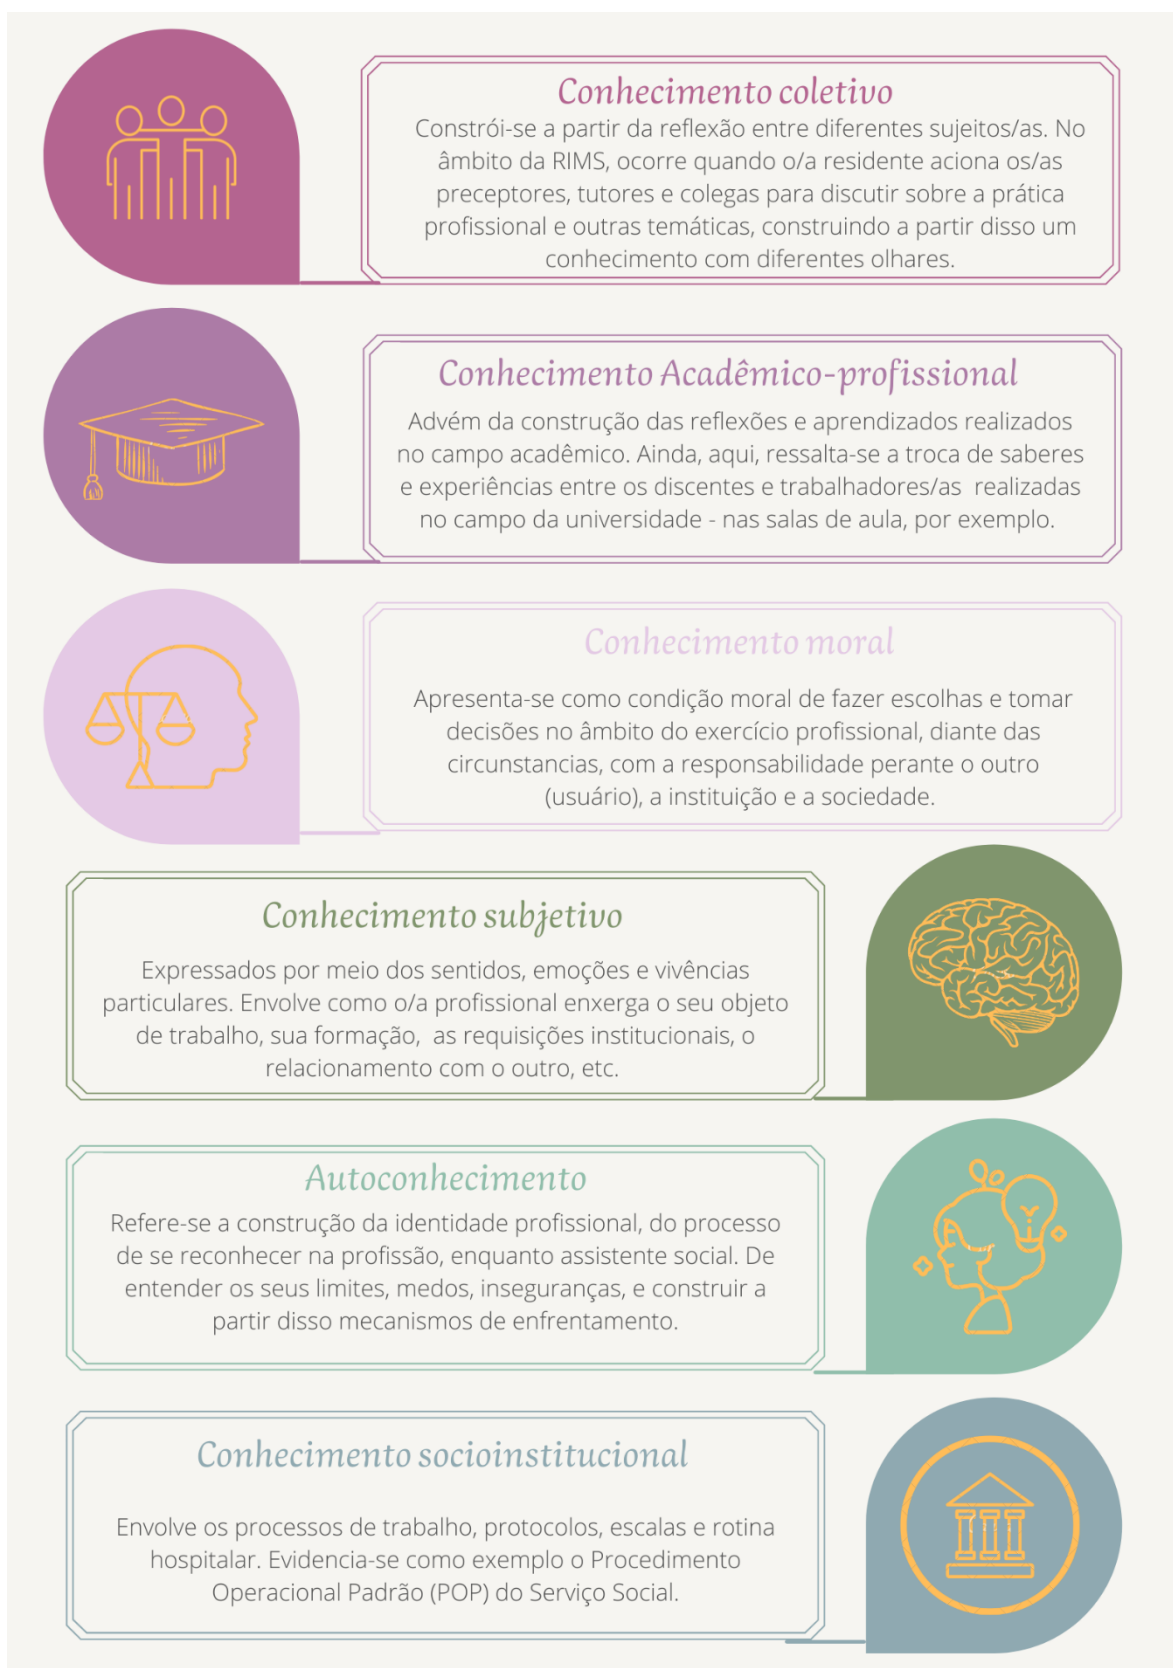 Conhecimento coletivo
Constrói-se a partir da reflexão entre diferentes sujeitos/as. No
âmbito da RIMS, ocorre quando o/a residente aciona os/as
preceptores, tutores e colegas para discutir sobre a prática
profissional e outras temáticas, construindo a partir disso um
conhecimento com diferentes olhares.
Conhecimento Acadêmico-profissional
Advém da construção das reflexões e aprendizados realizados
no campo acadêmico. Ainda, aqui, ressalta-se a troca de saberes
e experiências entre os discentes e trabalhadores/as realizadas
no campo da universidade - nas salas de aula, por exemplo.
Conhecimento moral
Apresenta-se como condição moral de fazer escolhas e tomar
decisões no âmbito do exercício profissional, diante das
circunstancias, com a responsabilidade perante o outro
(usuário), a instituição e a sociedade.
Conhecimento subjetivo
Expressados por meio dos sentidos, emoções e vivências
particulares. Envolve como o/a profissional enxerga o seu objeto
de trabalho, sua formação, as requisições institucionais, o
relacionamento com o outro, etc.
Autoconhecimento
Refere-se a construção da identidade profissional, do processo
de se reconhecer na profissão, enquanto assistente social. De
entender os seus limites, medos, inseguranças, e construir a
partir disso mecanismos de enfrentamento.
Conhecimento socioinstitucional
Envolve os processos de trabalho, protocolos, escalas e rotina
hospitalar. Evidencia-se como exemplo o Procedimento
Operacional Padrão (POP) do Serviço Social.